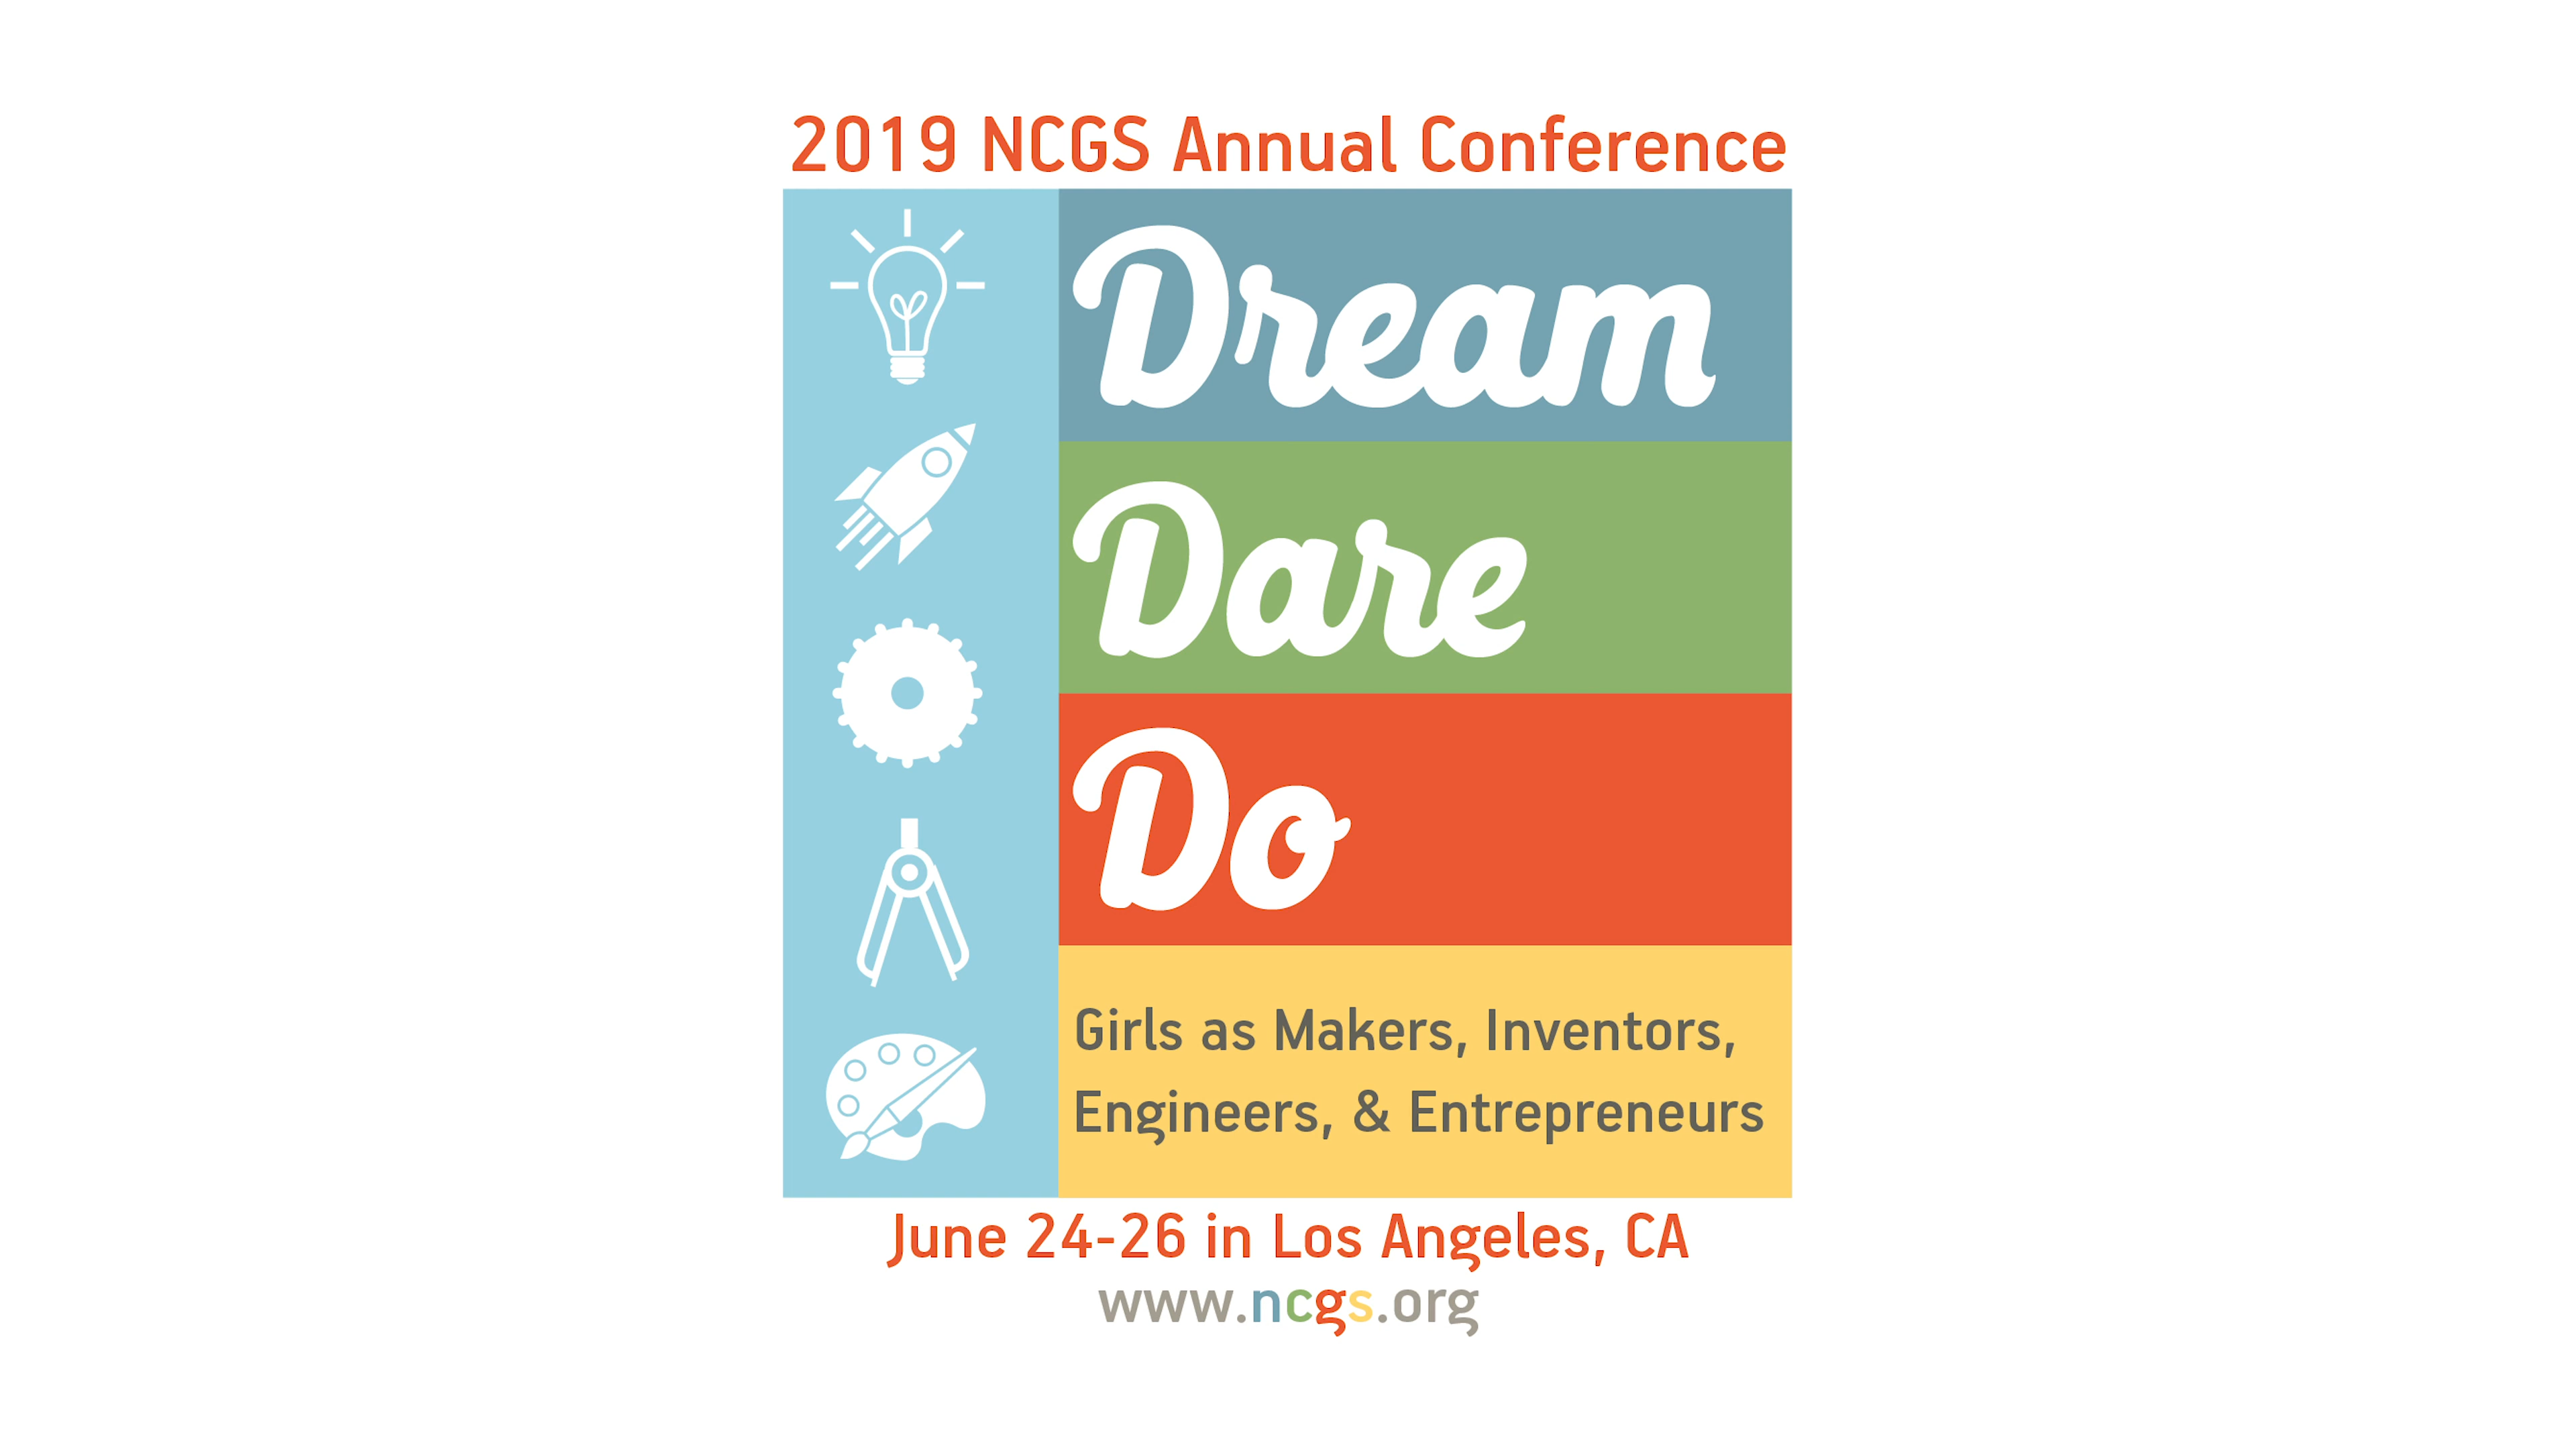 2019 NCGS Annual Conference
Dream
Dare
Do
Girls as Makers, Inventors,
Engineers, & Entrepreneurs
June 24-26 in Los Angeles, CA
www.ncgs.org